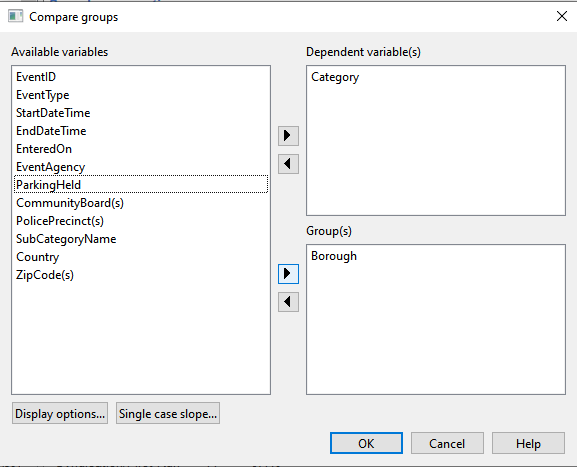 Compare groups
Available variables
EventID
EventType
StartDateTime
EndDateTime
EnteredOn
EventAgency
ParkingHeld
CommunityBoard(s)
PolicePrecinct(s)
SubCategoryName
Country
ZipCode(s)
Dependent variable(s)
Category
Group(s)
Borough
Display options...
Single case slope...
OK
Cancel
Help